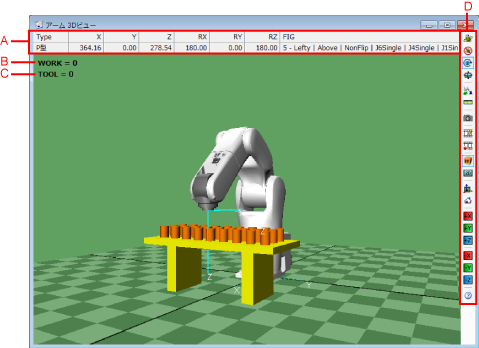 D
アーム 3Dビュー
A
Type X Y Z RX RY RZ FIG
P型 364.16 0.00 278.54 180.00 0.00 180.00 5 - Lefty | Above | NonFlip | J6Single | J4Single | J1Sin
B
WORK = 0
C
TOOL = 0
Z